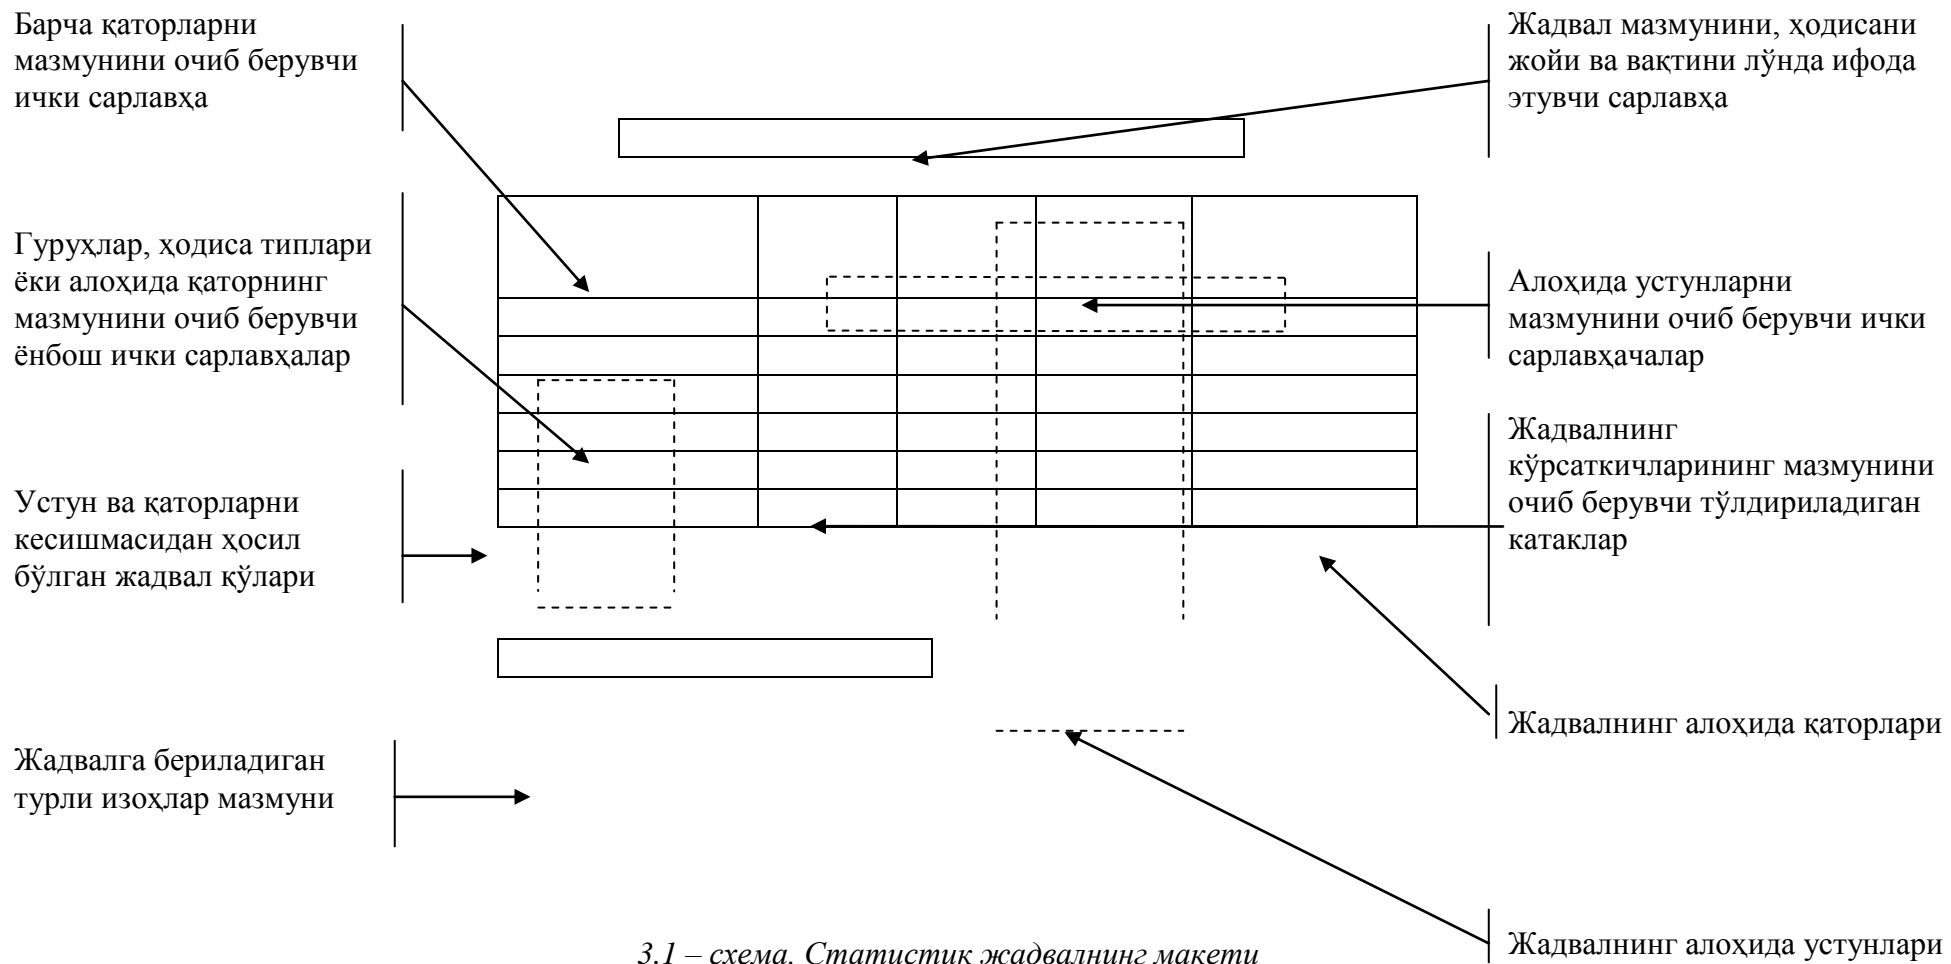 Барча қаторларни
мазмунини очиб берувчи
ички сарлавҳа
Гуруҳлар, ҳодиса типлари
ёки алоҳида қаторнинг
мазмунини очиб берувчи
ёнбош ички сарлавҳалар
Устун ва қаторларни
кесишмасидан ҳосил
бўлган жадвал қўлари
Жадвалга бериладиган
турли изоҳлар мазмуни
Жадвал мазмунини, ҳодисани
жойи ва вақтини лўнда ифода
этувчи сарлавҳа
Алоҳида устунларни
мазмунини очиб берувчи ички
сарлавҳачалар
Жадвалнинг
кўрсаткичларининг мазмунини
очиб берувчи тўлдириладиган
катаклар
Жадвалнинг алоҳида қаторлари
Жадвалнинг алоҳида устунлари
3.1 – схема. Статистик жадвалнинг макети